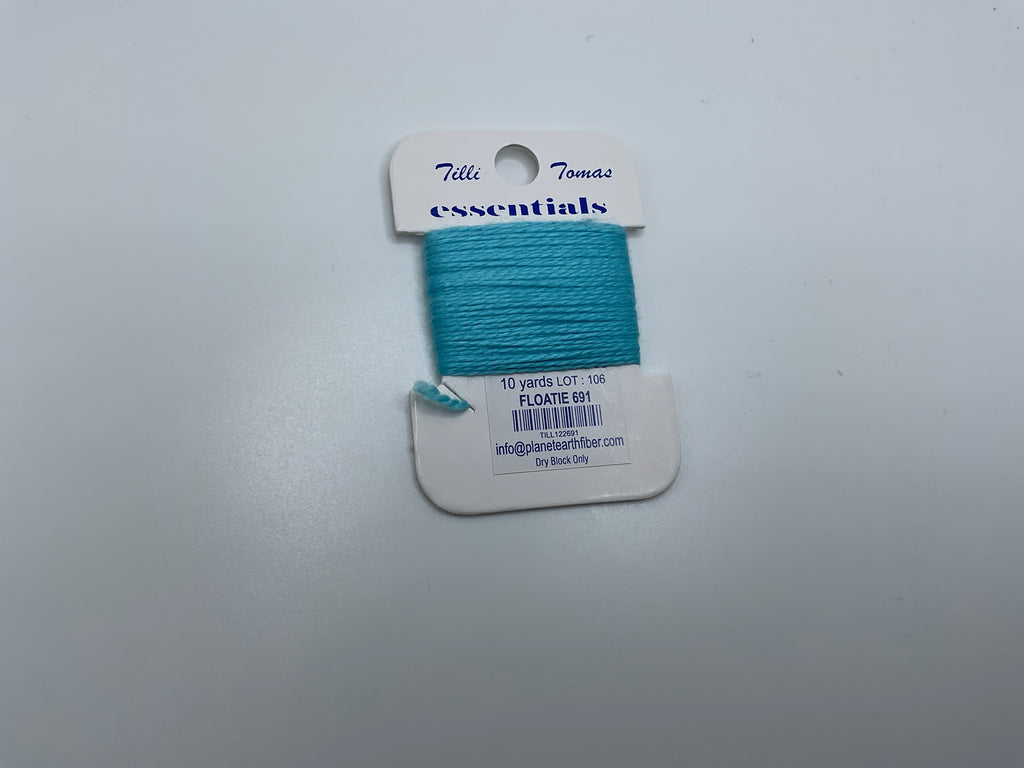 Tilli Tomas
essentials
10 yards LOT : 106
FLOATIE 691
TILL122691
info@planetearthfiber.com
Dry Block Only